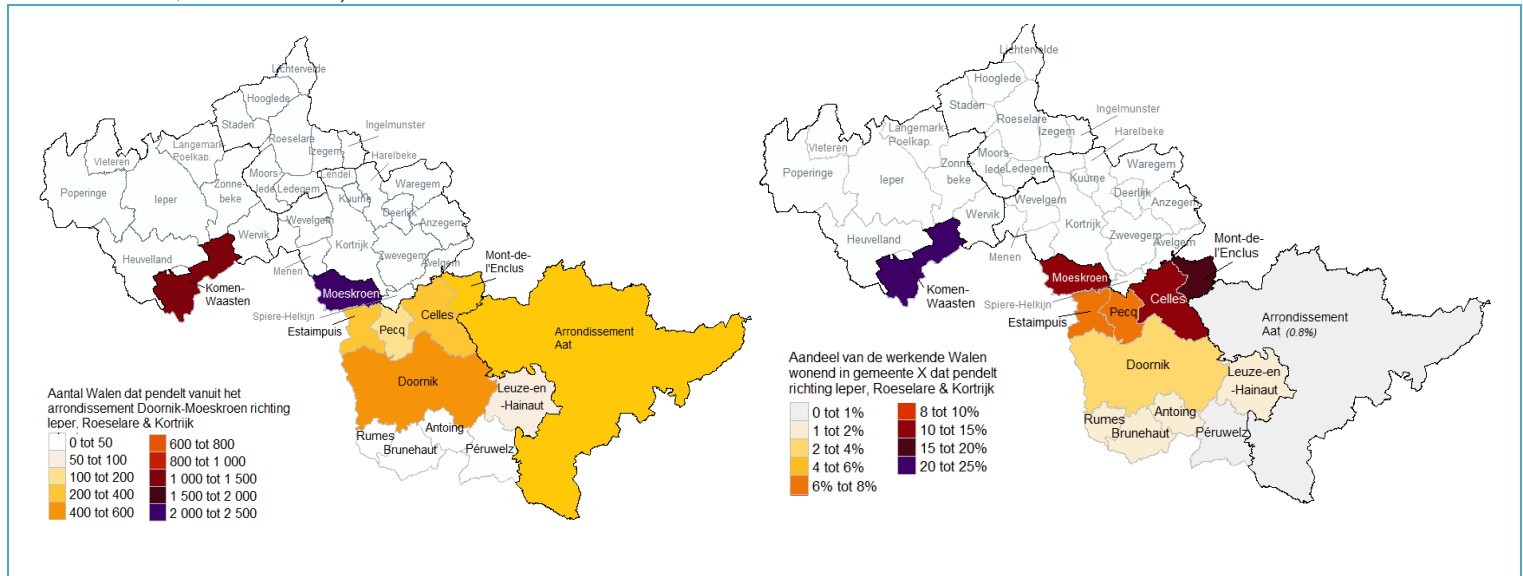 Lichtervelde
Hooglede
Staden
Ingelmunster
Roeselare
Langemark-
Poelkap.
Izegem
Harelbeke
Vleteren
Moors-
lede
Ledegem
Lendel.
Poperinge
Ieper
Zonne-
beke
Waregem
Kuurne
Deerlijk
Wevelgem
Anzegem
Wervik
Kortrijk
Heuvelland
Zwevegem
Avelgem
Menen
Mont-de-
l'Enclus
Komen-
Waasten
Moeskroen
Spiere-Helkijn
Celles
Estaimpuis
Pecq
Arrondissement
Aat
Doornik
Leuze-en
-Hainaut
Antoing
Rumes
Brunehaut
Péruwelz
Aantal Walen dat pendelt vanuit het
arrondissement Doornik-Moeskroen richting
Ieper, Roeselare & Kortrijk
0 tot 50
50 tot 100
100 tot 200
200 tot 400
400 tot 600
600 tot 800
800 tot 1 000
1 000 tot 1 500
1 500 tot 2 000
2 000 tot 2 500
Lichtervelde
Hooglede
Staden
Ingelmunster
Roeselare
Langemark-
Poelkap.
Izegem
Harelbeke
Vleteren
Moors-
lede
Ledegem
Waregem
Poperinge
Ieper
Zonne-
beke
Kuurne
Deerlijk
Wevelgem
Anzegem
Wervik
Kortrijk
Heuvelland
Zwevegem
Avelgem
Menen
Mont-de-
l'Enclus
Moeskroen
Komen-
Waasten
Spiere-Helkijn
Celles
Estaimpuis
Pecq
Arrondissement
Aat (0.8%)
Doornik
Leuze-en
-Hainaut
Antoing
Rumes
Brunehaut
Péruwelz
Aandeel van de werkende Walen
wonend in gemeente X dat pendelt
richting Ieper, Roeselare & Kortrijk
0 tot 1%
1 tot 2%
2 tot 4%
4 tot 6%
6% tot 8%
8 tot 10%
10 tot 15%
15 tot 20%
20 tot 25%